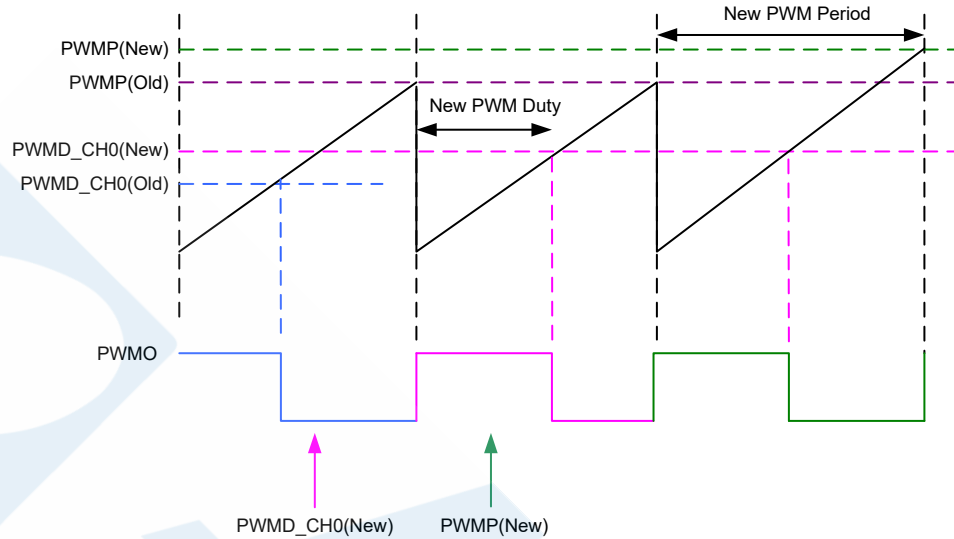 New PWM Period
PWMP(New)
PWMP(Old)
New PWM Duty
PWMD_CH0(New)
PWMD_CH0(Old)
PWMO
PWMD_CH0(New)
PWMP(New)